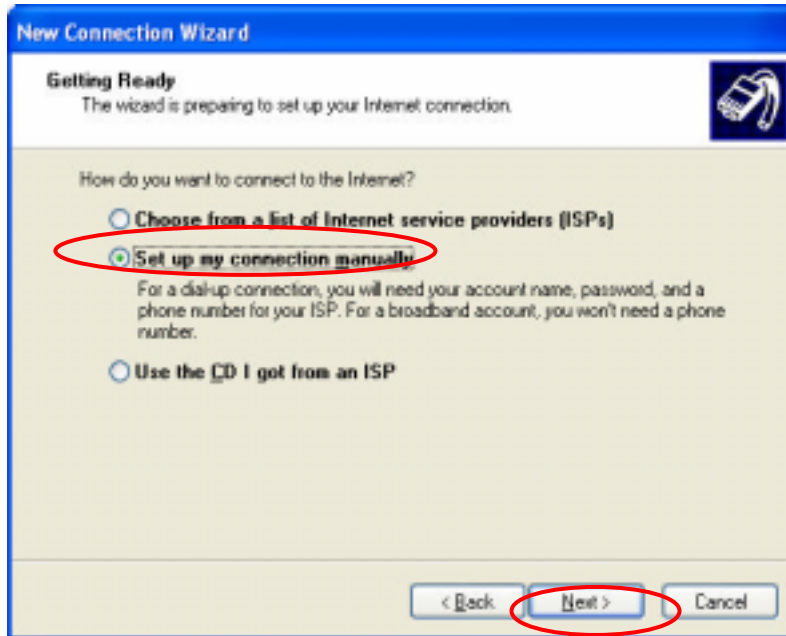 New Connection Wizard
Getting Ready
The wizard is preparing to set up your Internet connection.
How do you want to connect to the Internet?
Choose from a list of Internet service providers (ISPs)
Set up my connection manually
For a dial-up connection, you will need your account name, password, and a
phone number for your ISP. For a broadband account, you won't need a phone
number.
Use the CD I got from an ISP
< Back Next > Cancel